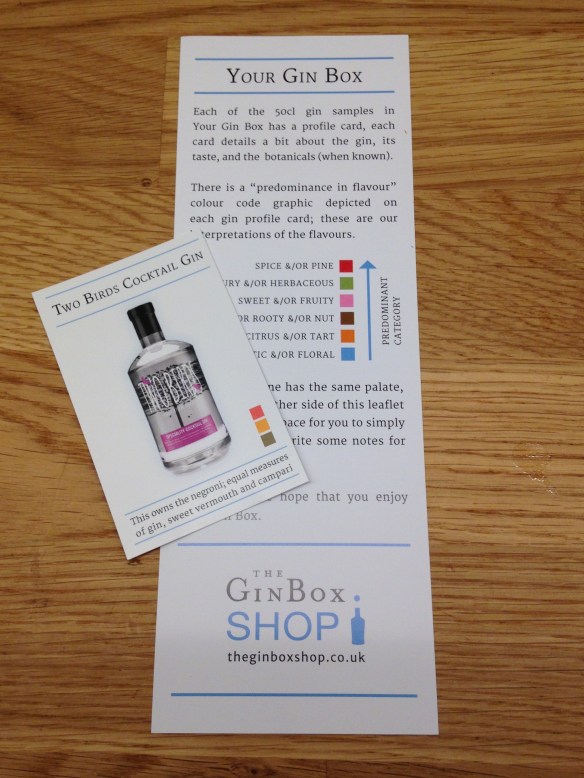 YOUR GIN BOX
Each of the 50cl gin samples in
Your Gin Box has a profile card, each
card details a bit about the gin, its
taste, and the botanicals (when known).
There is a “predominance in flavour”
colour code graphic depicted on
each gin profile card; these are our
interpretations of the flavours.
SPICE &/OR PINE
&/OR HERBACEOUS
SWEET &/OR FRUITY
OR ROOTY &/OR NUT
CITRUS &/OR TART
&/OR FLORAL
PREDOMINANT
CATEGORY
has the same palate,
side of this leaflet
for you to simply
some notes for
hope that you enjoy
Box.
THE
GINBOX
SHOP
theginboxshop.co.uk
TWO BIRDS COCKTAIL GIN
SPECIALITY COCKTAIL GIN
This owns the negroni; equal measures
of gin, sweet vermouth and campari